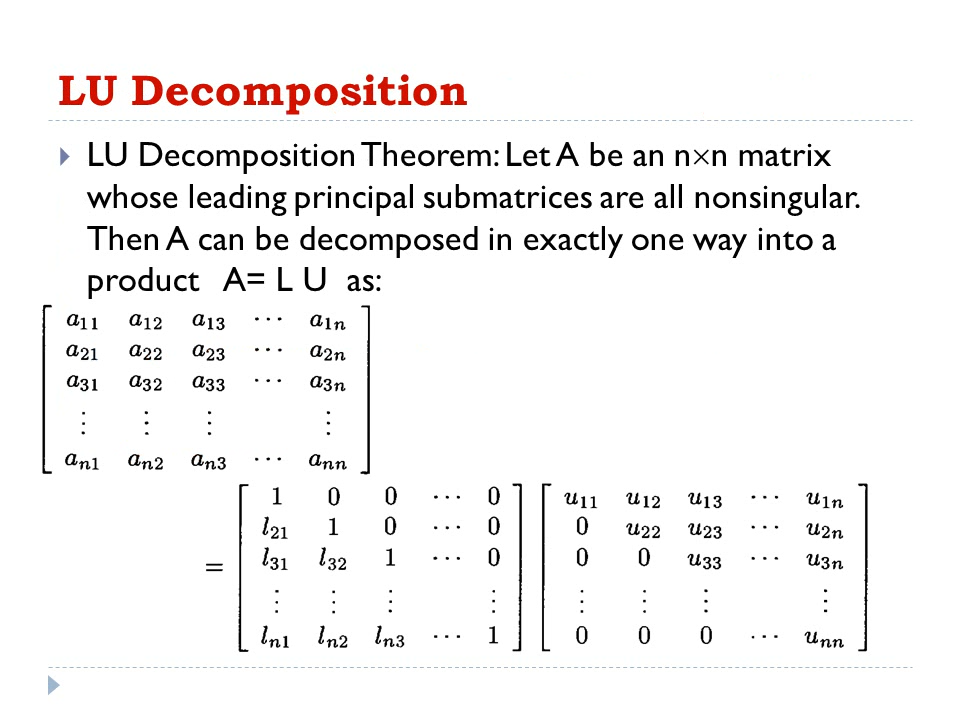 LU Decomposition
LU Decomposition Theorem: Let A be an n×n matrix
whose leading principal submatrices are all nonsingular.
Then A can be decomposed in exactly one way into a
product A= L U as:
a11 a12 a13 ⋯ a1n
a21 a22 a23 ⋯ a2n
a31 a32 a33 ⋯ a3n
⋮ ⋮ ⋮ ⋮
an1 an2 an3 ⋯ ann
1 0 0 ⋯ 0 u11 u12 u13 ⋯ u1n
l21 1 0 ⋯ 0 0 u22 u23 ⋯ u2n
= l31 l32 1 ⋯ 0 0 0 u33 ⋯ u3n
⋮ ⋮ ⋮ ⋮ ⋮ ⋮ ⋮ ⋮
ln1 ln2 ln3 ⋯ 1 0 0 0 ⋯ unn